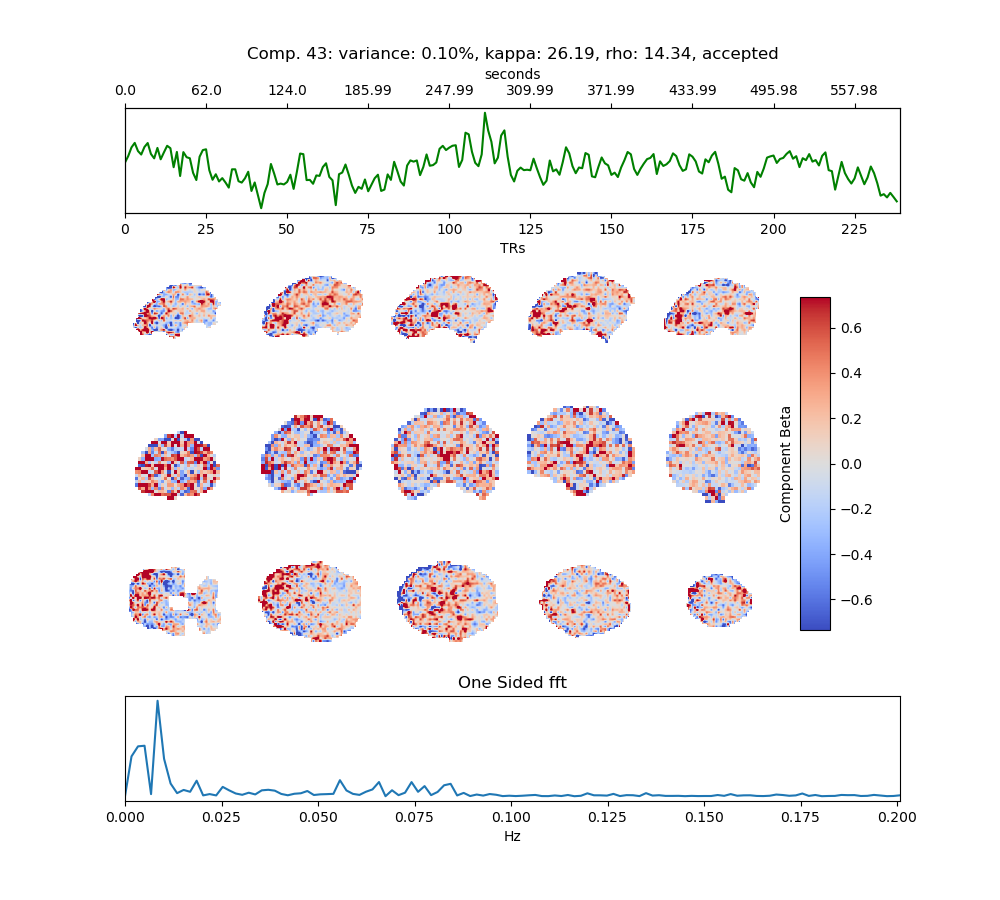 Comp. 43: variance: 0.10%, kappa: 26.19, rho: 14.34, accepted
seconds
0.0 62.0 124.0 185.99 247.99 309.99 371.99 433.99 495.98 557.98
0 25 50 75 100 125 150 175 200 225
TRs
0.6
0.4
0.2
0.0
−0.2
−0.4
−0.6
Component Beta
One Sided fft
0.000 0.025 0.050 0.075 0.100 0.125 0.150 0.175 0.200
Hz